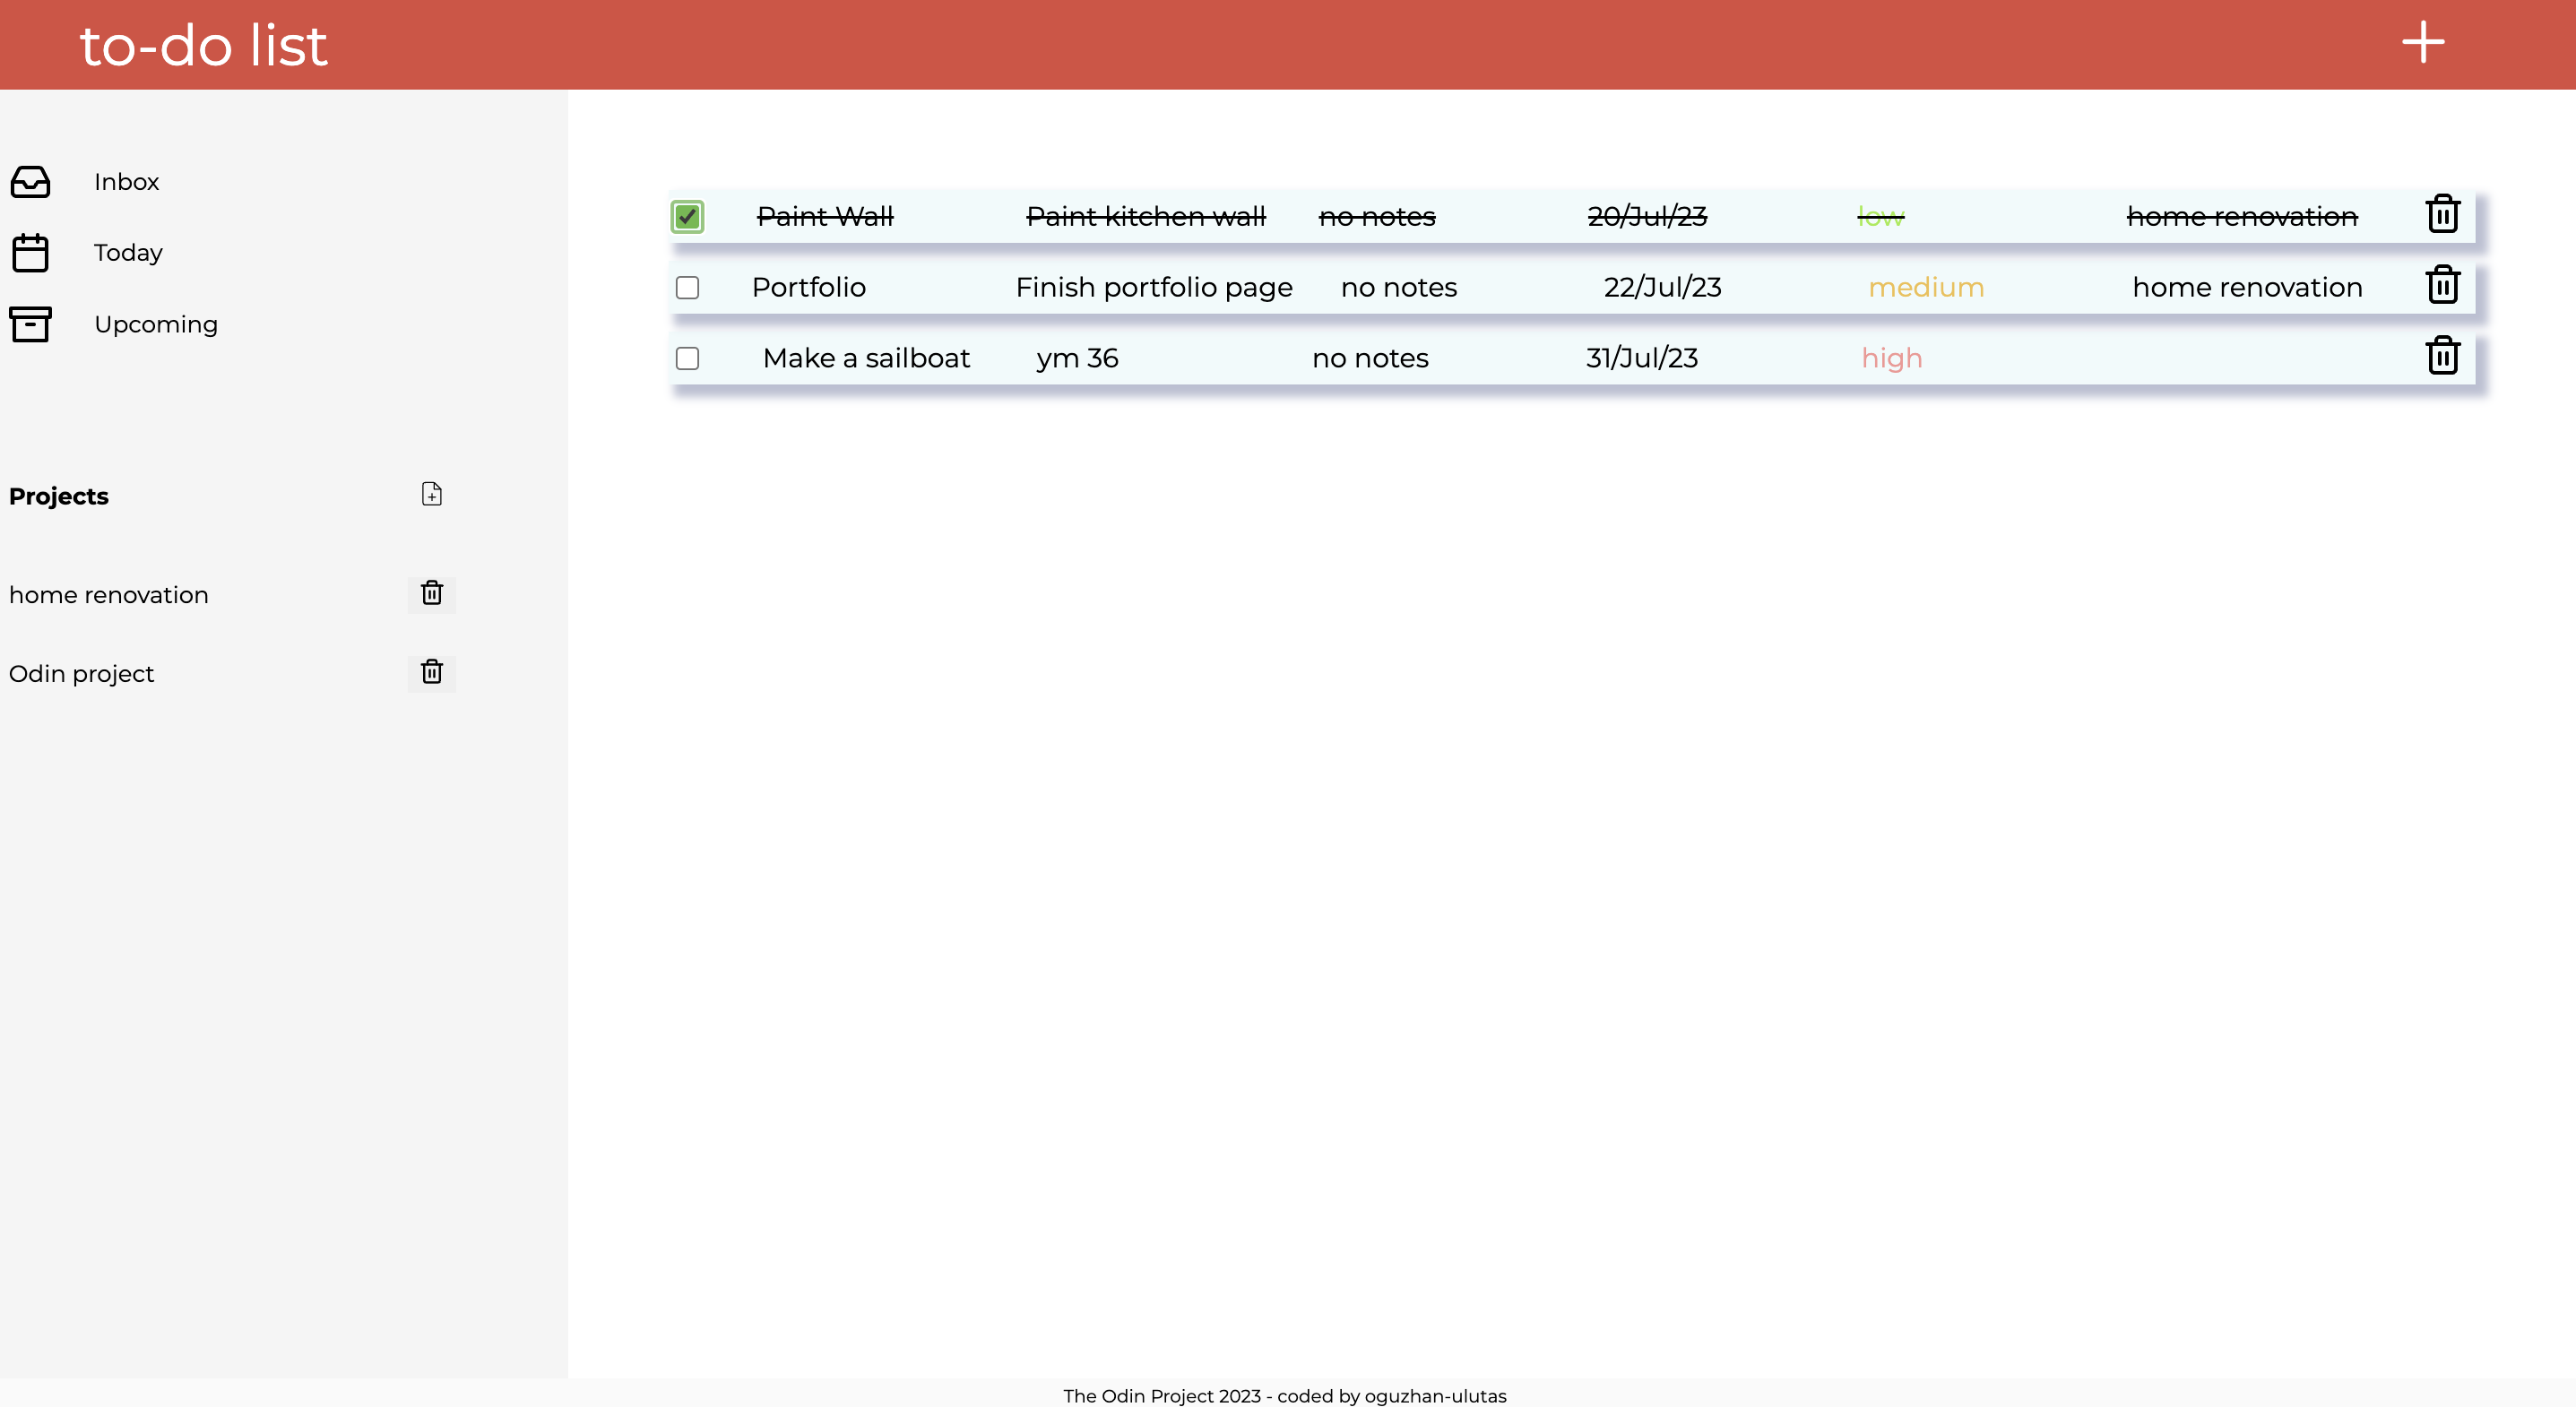 to-do list
Inbox
Today
Upcoming
Projects
home renovation
Odin project
Paint Wall Paint kitchen wall no notes 20/Jul/23 low home renovation
Portfolio Finish portfolio page no notes 22/Jul/23 medium home renovation
Make a sailboat ym 36 no notes 31/Jul/23 high
The Odin Project 2023 - coded by oguzhan-ulutas